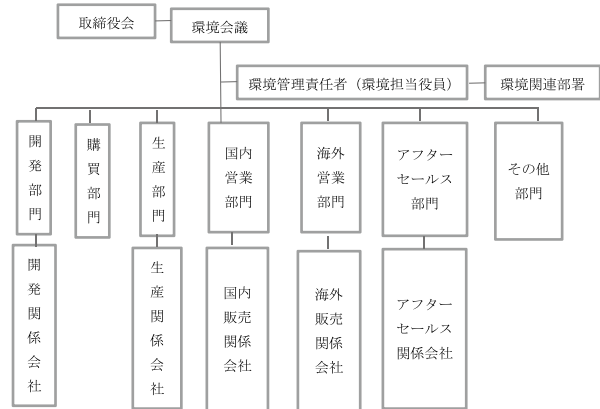 取締役会
環境会議
環境管理責任者（環境担当役員）
環境関連部署
開発部門
購買部門
生産部門
国内
営業
部門
海外
営業
部門
アフター
セールス
部門
その他
部門
開発関係会社
生産関係会社
国内
販売
関係
会社
海外
販売
関係
会社
アフター
セールス
関係会社